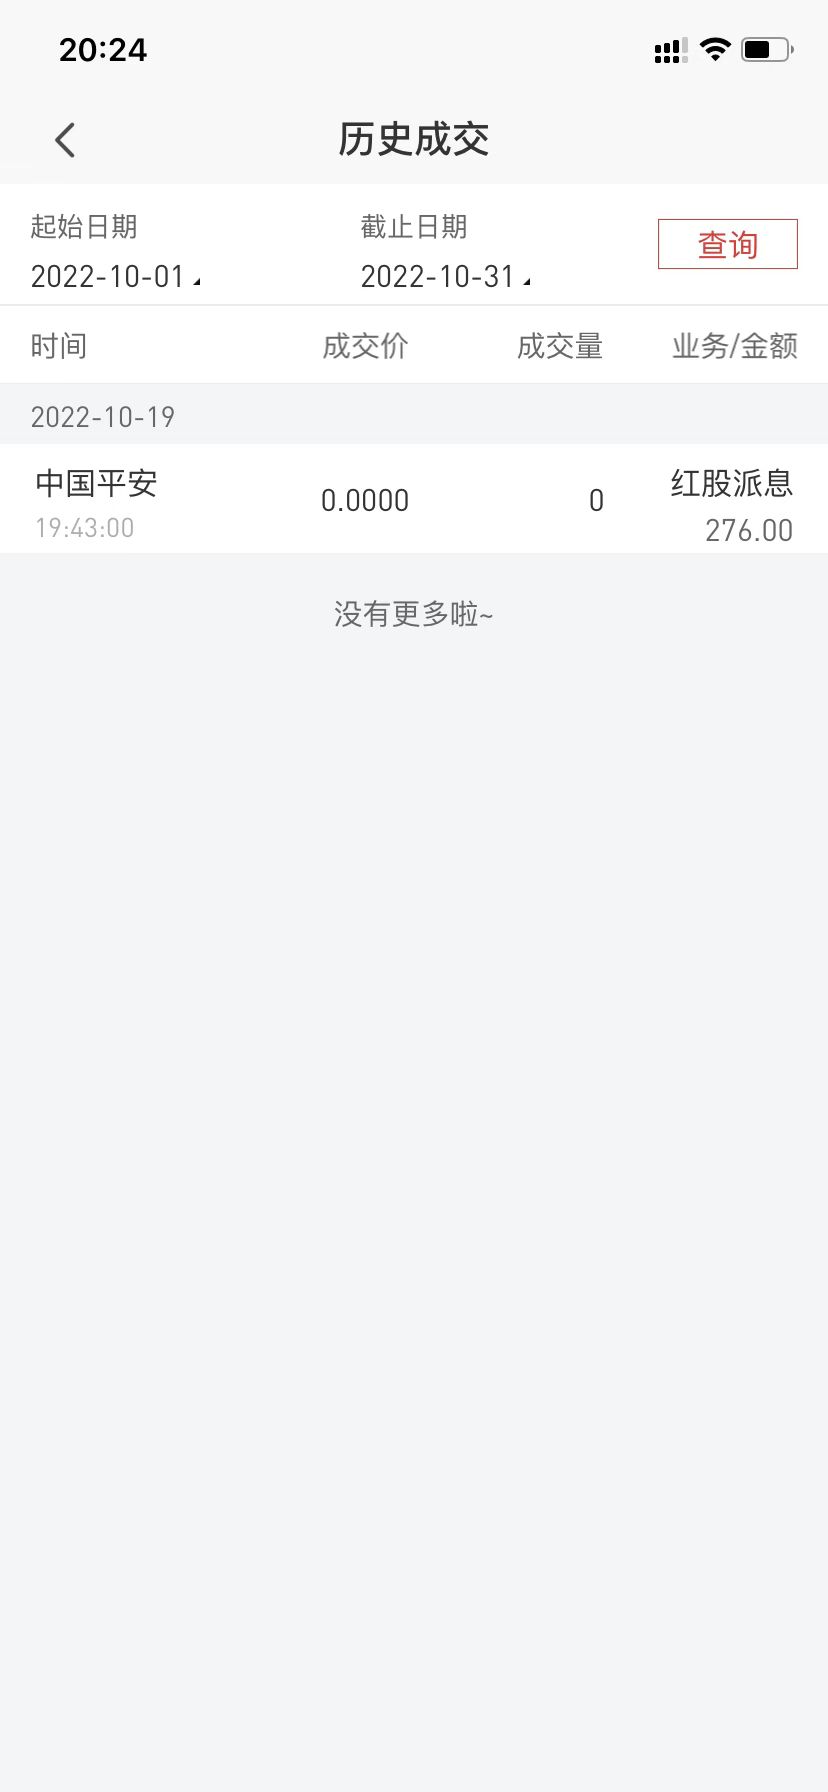 20:24
历史成交
起始日期 截止日期 查询
2022-10-01 2022-10-31
时间 成交价 成交量 业务/金额
2022-10-19
中国平安 0.0000 0 红股派息
19:43:00 276.00
没有更多啦~